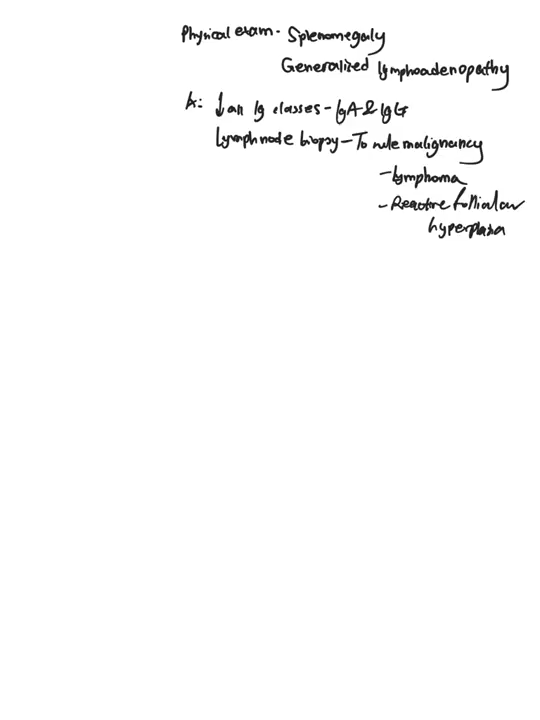 Physical exam - Splenomegaly
Generalized lymphoadenopathy
↓ all Ig classes - IgA & IgG
Lymph node biopsy - To rule malignancy
- lymphoma
- Reactive follicular
hyperplasia